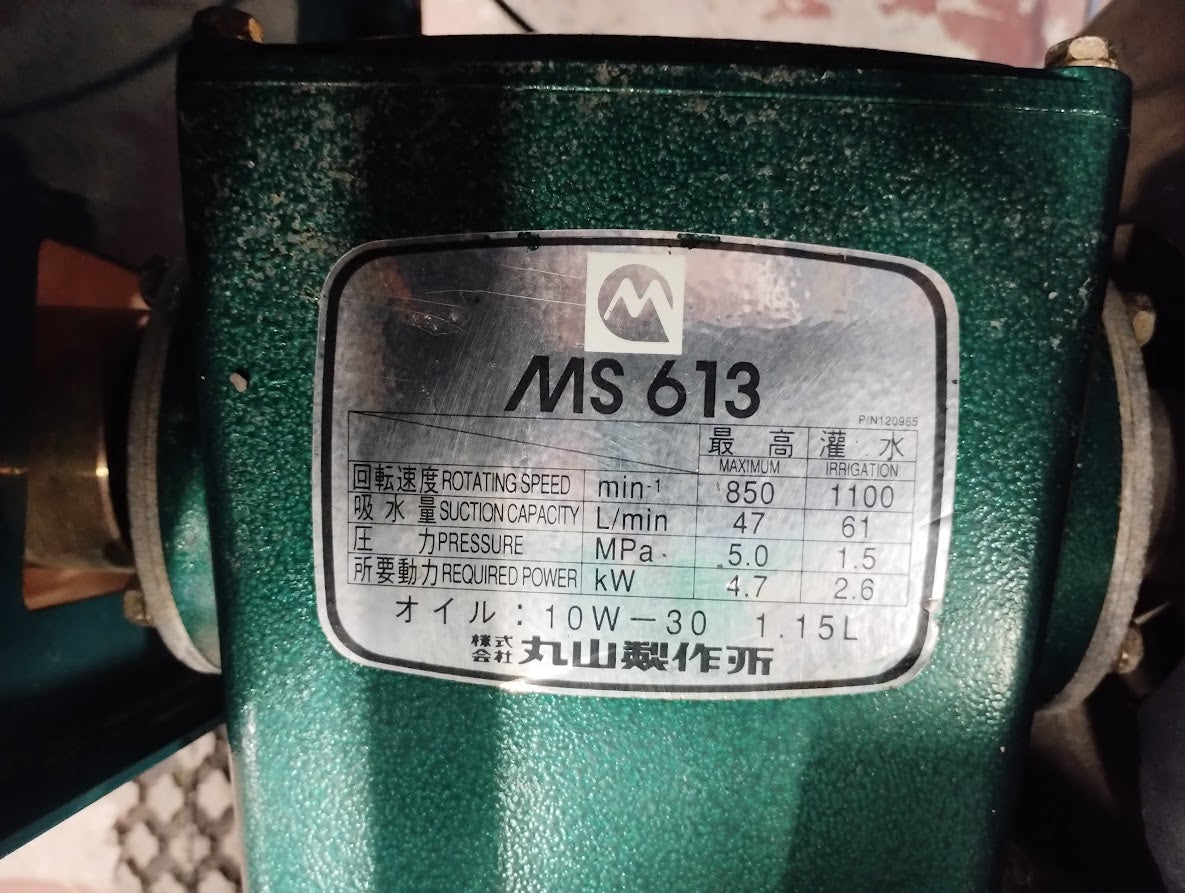 M
MS 613
P/N120965
最高 灌水
MAXIMUM IRRIGATION
回転速度 ROTATING SPEED min-1 850 1100
吸水量 SUCTION CAPACITY L/min 47 61
圧力 PRESSURE MPa 5.0 1.5
所要動力 REQUIRED POWER kW 4.7 2.6
オイル：10W－30 1.15L
株式会社 丸山製作所